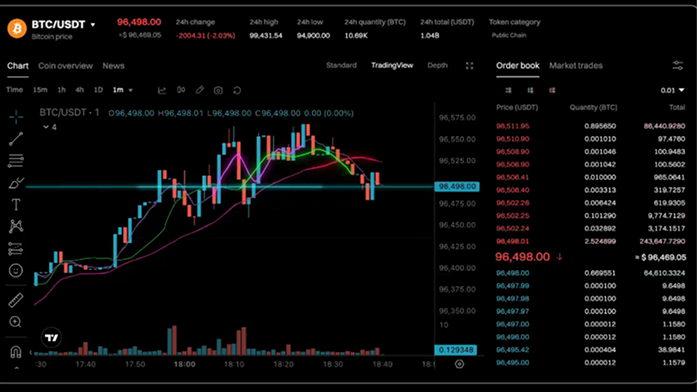 BTC/USDT
Bitcoin price
96,498.00
≈$ 96,469.05
24h change
-2004.31 (-2.03%)
24h high
99,431.54
24h low
94,900.00
24h quantity (BTC)
10.69K
24h total (USDT)
1.04B
Token category
Public Chain
Chart Coin overview News
Standard TradingView Depth
Time 15m 1h 4h 1D 1m
BTC/USDT - 1 O96,498.00 H96,498.01 L96,498.00 C96,498.00 0.00 (0.00%)
4
96,575.00
96,550.00
96,525.00
96,498.00
96,475.00
96,450.00
96,425.00
96,400.00
96,375.00
96,350.00
10
0.129348
:30 17:40 17:50 18:00 18:10 18:20 18:30 18:40 18:5
Order book Market trades
0.01
Price (USDT) Quantity (BTC) Total
96,511.95 0.895650 86,440.9280
96,510.90 0.001010 97.4760
96,508.90 0.001046 100.9483
96,506.90 0.001042 100.5602
96,506.41 0.010000 965.0641
96,506.40 0.003313 319.7257
96,502.26 0.006424 619.9305
96,502.25 0.101290 9,774.7129
96,502.24 0.032892 3,174.1517
96,498.01 2.524899 243,647.7290
96,498.00 ↓ ≈ $ 96,469.05
96,498.00 0.669551 64,610.3324
96,497.99 0.000100 9.6498
96,497.98 0.000100 9.6498
96,497.97 0.000100 9.6498
96,497.00 0.000012 1.1580
96,496.00 0.000012 1.1580
96,495.42 0.000404 38.9841
96,495.00 0.000012 1.1579